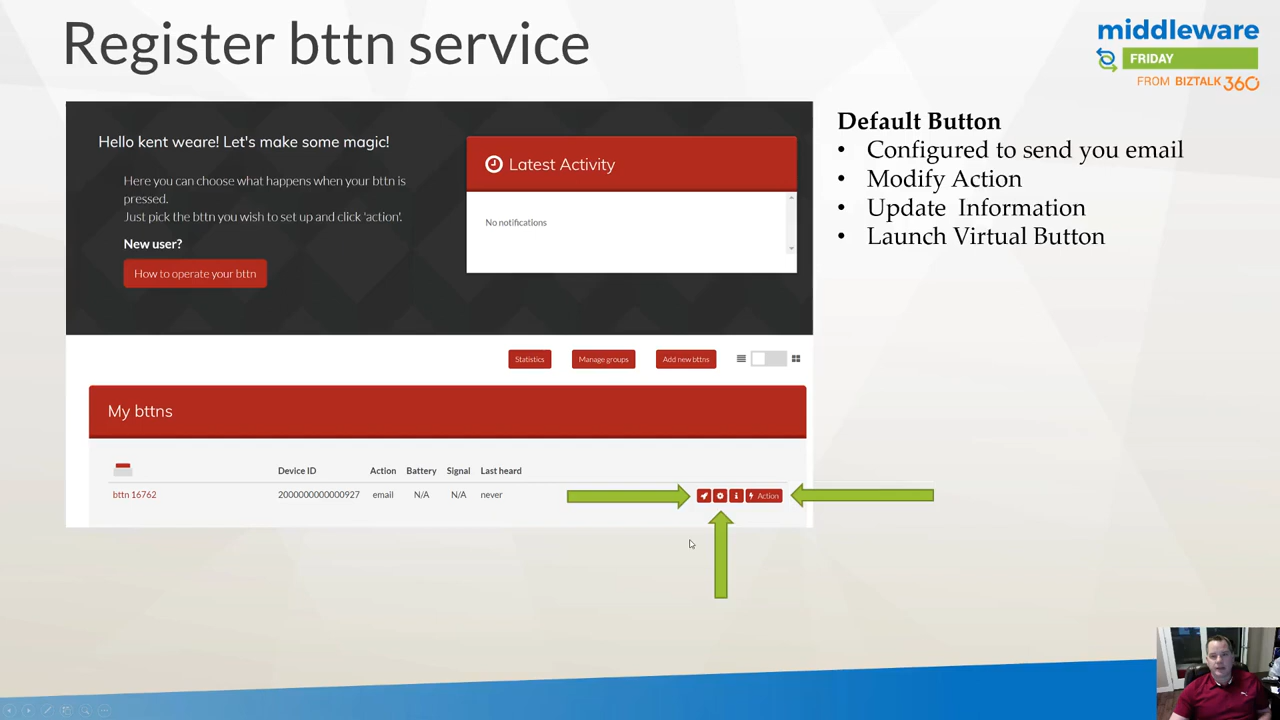 Register bttn service
middleware
FRIDAY
FROM BIZTALK 360
Hello kent weare! Let's make some magic!
Here you can choose what happens when your bttn is
pressed.
Just pick the bttn you wish to set up and click 'action'.
New user?
How to operate your bttn
Latest Activity
No notifications
Default Button
• Configured to send you email
• Modify Action
• Update Information
• Launch Virtual Button
Statistics
Manage groups
Add new bttns
My bttns
Device ID Action Battery Signal Last heard
bttn 16762 2000000000000927 email N/A N/A never Action